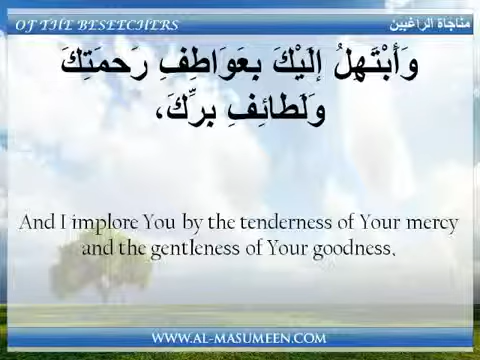 OF THE BESEECHERS
مناجاة الراغبين
وَأَبْتَهِلُ إِلَيْكَ بِعَوَاطِفِ رَحمَتِكَ
وَلَطائِفِ بِرِّكَ،
And I implore You by the tenderness of Your mercy
and the gentleness of Your goodness.
WWW.AL-MASUMEEN.COM